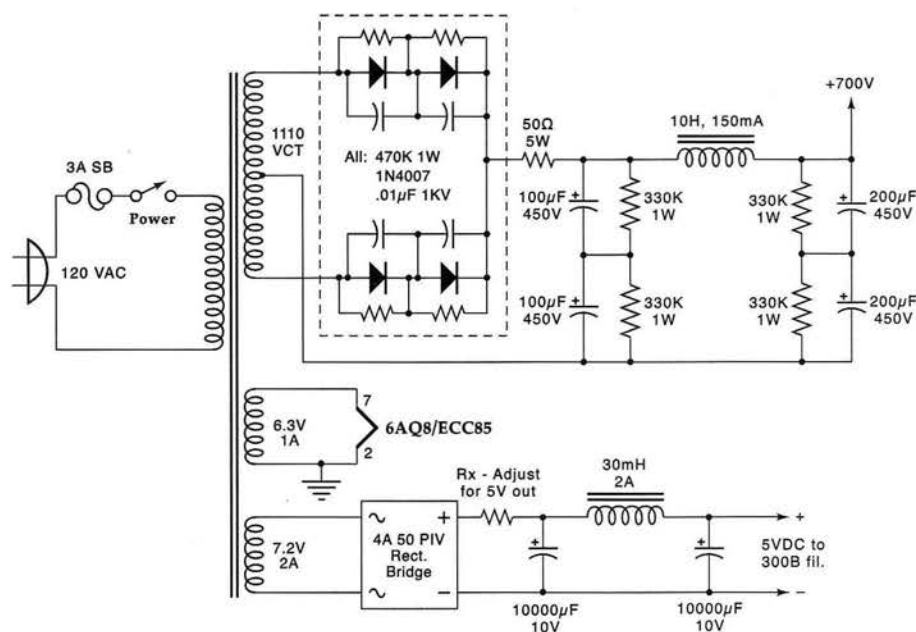 +700V
10H, 150mA
50Ω
5W
1110
VCT
All: 470K 1W
1N4007
.01µF 1KV
3A SB
Power
120 VAC
100µF
450V
330K
1W
330K
1W
200µF
450V
100µF
450V
330K
1W
330K
1W
200µF
450V
6.3V
1A
7
2
6AQ8/ECC85
Rx - Adjust
for 5V out
30mH
2A
7.2V
2A
4A 50 PIV
Rect.
Bridge
~
~
+
−
+
+
+
+
+
+
+
−
5VDC to
300B fil.
10000µF
10V
10000µF
10V